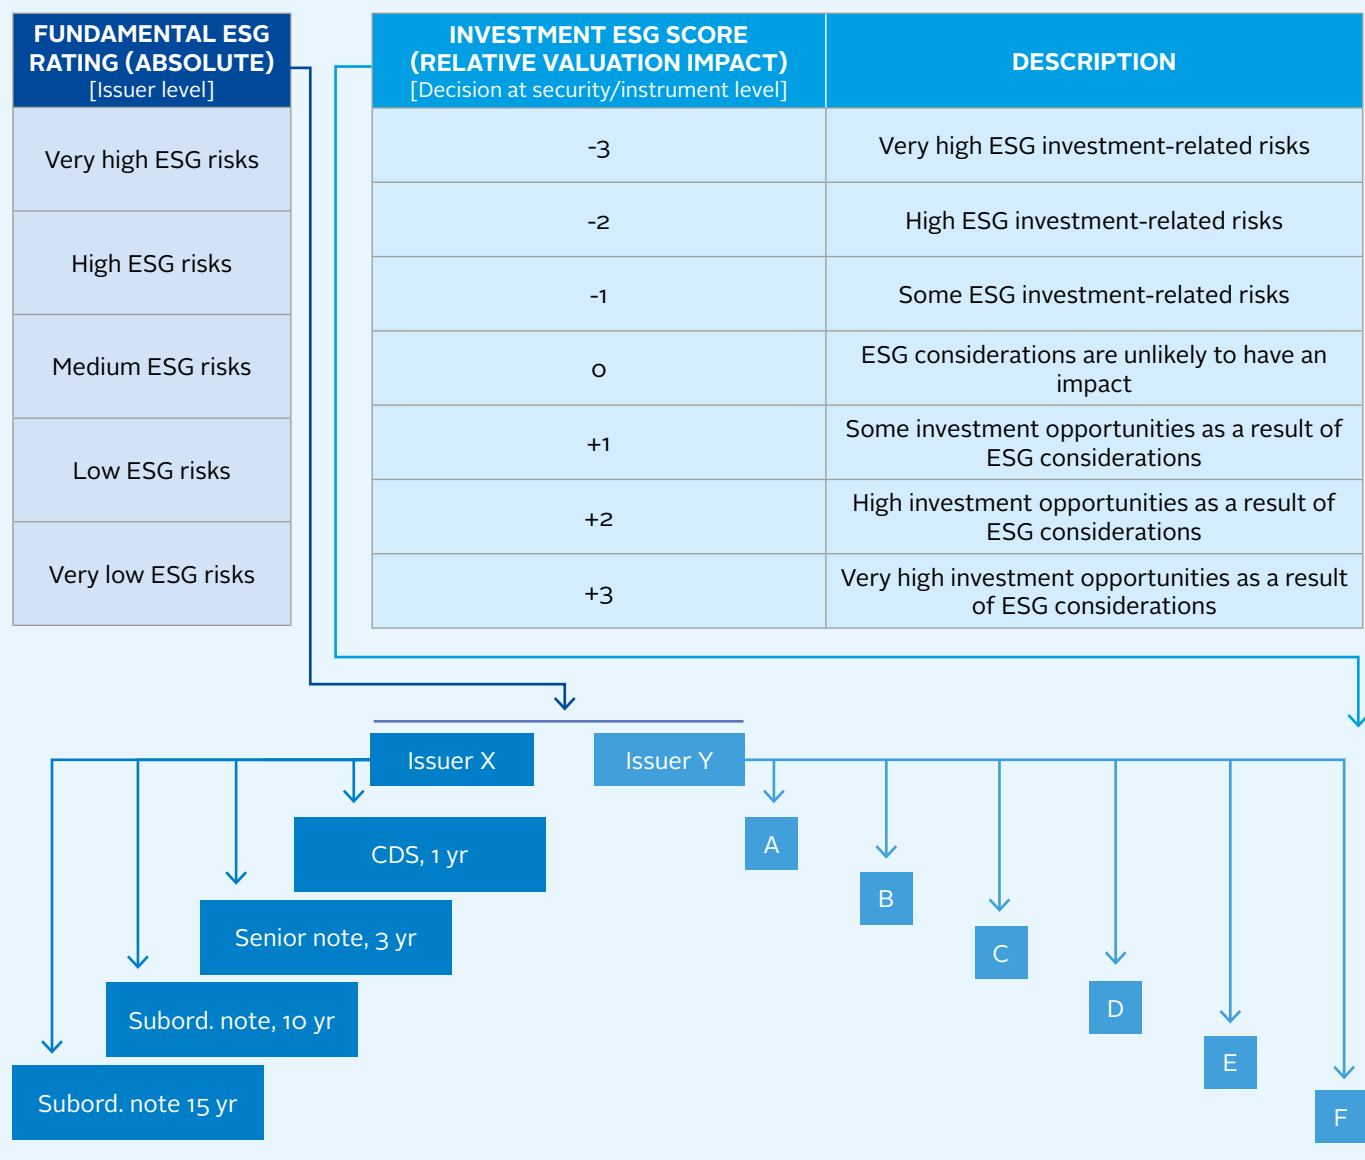 FUNDAMENTAL ESG
RATING (ABSOLUTE)
[Issuer level]
Very high ESG risks
High ESG risks
Medium ESG risks
Low ESG risks
Very low ESG risks
INVESTMENT ESG SCORE
(RELATIVE VALUATION IMPACT)
[Decision at security/instrument level]
DESCRIPTION
-3
Very high ESG investment-related risks
-2
High ESG investment-related risks
-1
Some ESG investment-related risks
0
ESG considerations are unlikely to have an
impact
+1
Some investment opportunities as a result of
ESG considerations
+2
High investment opportunities as a result of
ESG considerations
+3
Very high investment opportunities as a result
of ESG considerations
Issuer X
Issuer Y
CDS, 1 yr
Senior note, 3 yr
Subord. note, 10 yr
Subord. note 15 yr
A
B
C
D
E
F